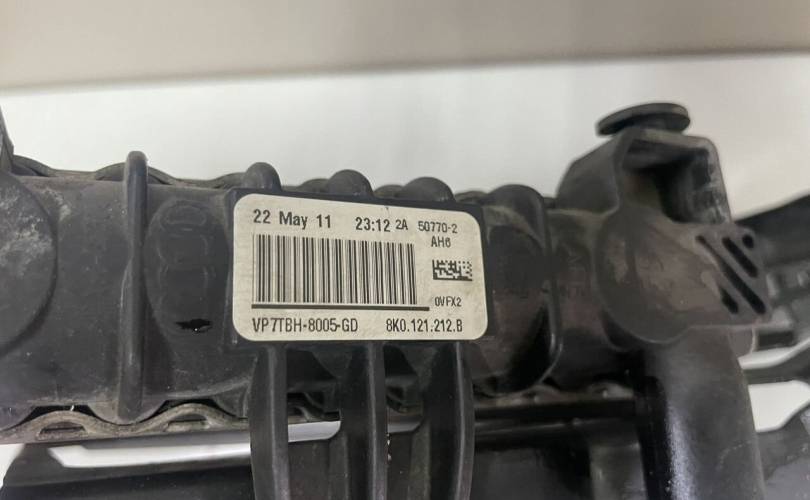 22 May 11 23:12 2A 50770-2
AH6
0VFX2
VP7TBH-8005-GD 8K0.121.212.B